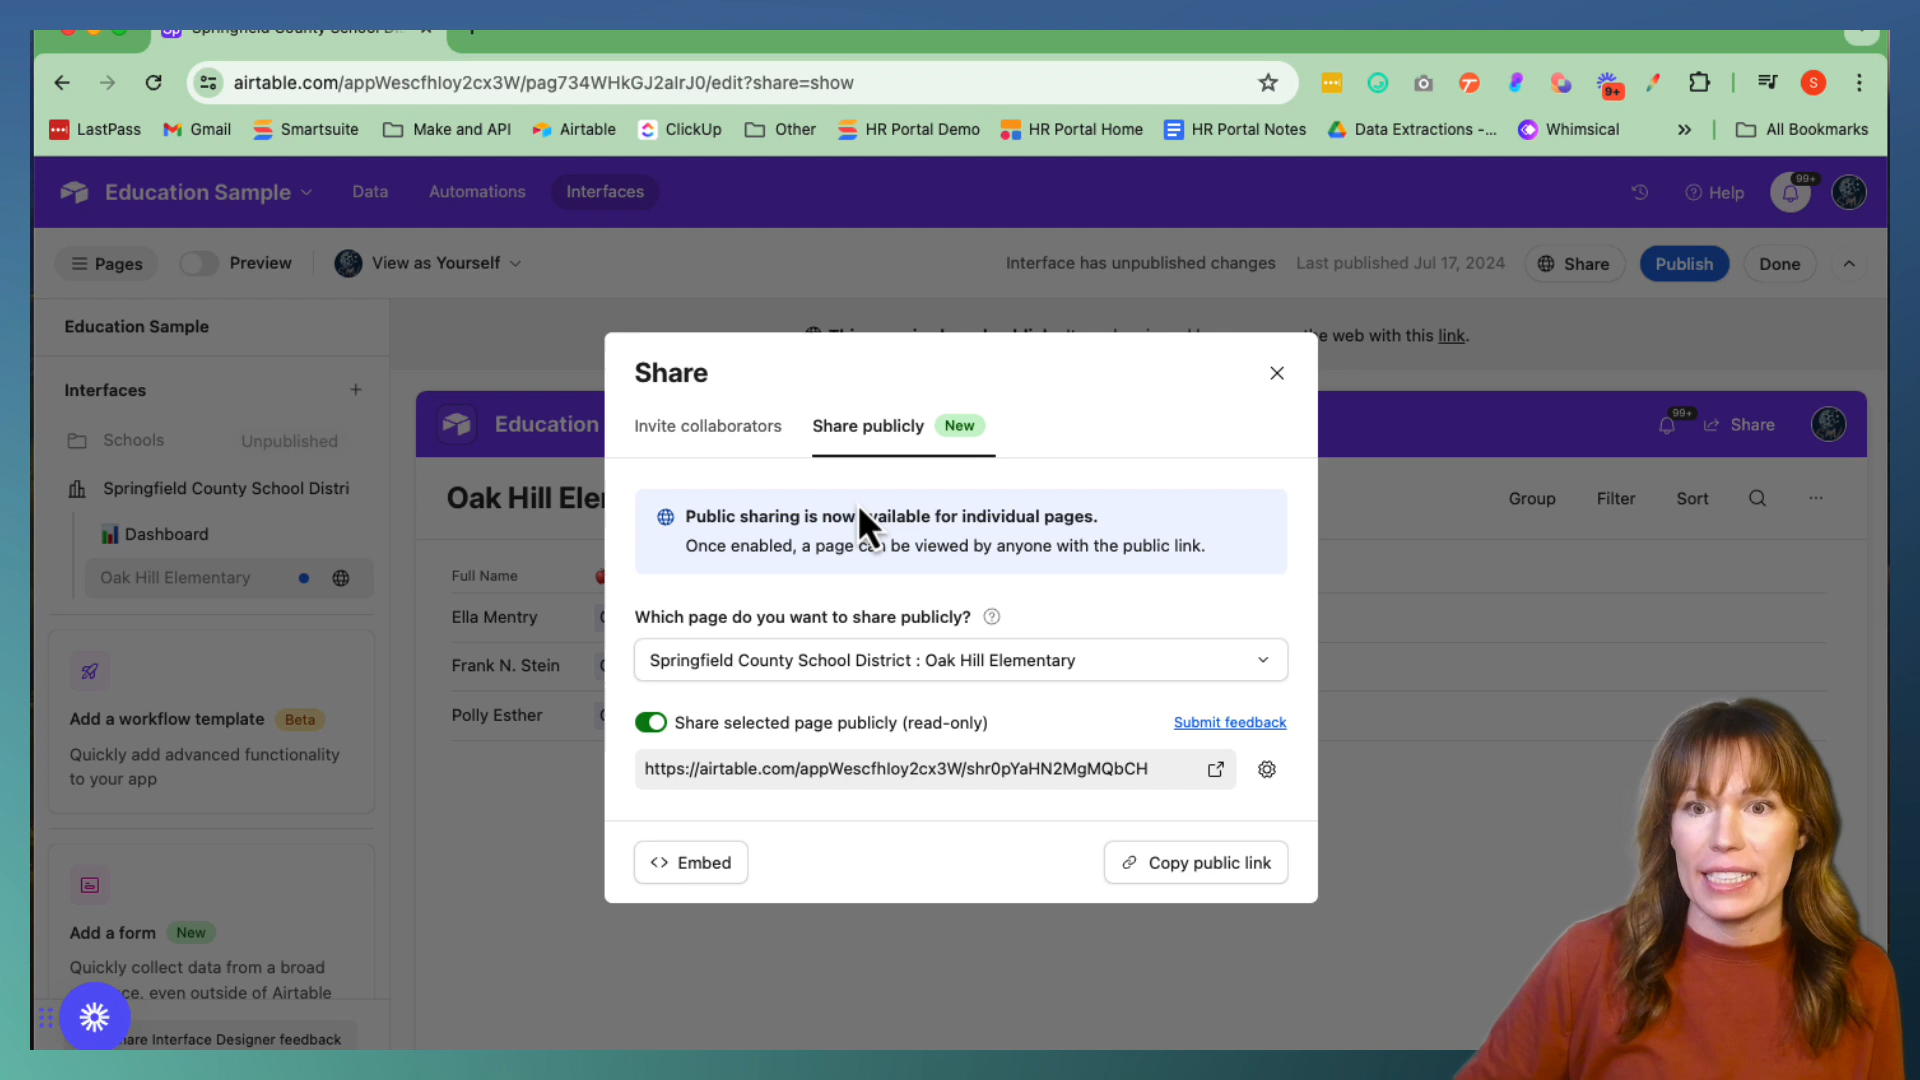 airtable.com/appWescfhIoy2cx3W/pag734WHkGJ2aIrJ0/edit?share=show
9+
S
LastPass Gmail Smartsuite Make and API Airtable ClickUp Other HR Portal Demo HR Portal Home HR Portal Notes Data Extractions -... Whimsical » All Bookmarks
Education Sample Data Automations Interfaces Help 99+
Pages Preview View as Yourself Interface has unpublished changes Last published Jul 17, 2024 Share Publish Done
Education Sample
the web with this link.
Interfaces +
Schools Unpublished
Springfield County School Distri
Dashboard
Oak Hill Elementary
Add a workflow template Beta
Quickly add advanced functionality
to your app
Add a form New
Quickly collect data from a broad
even outside of Airtable
Interface Designer feedback
Education
99+
Share
Oak Hill Ele
Group Filter Sort
Full Name
Ella Mentry
Frank N. Stein
Polly Esther
Share
Invite collaborators Share publicly New
Public sharing is now available for individual pages.
Once enabled, a page can be viewed by anyone with the public link.
Which page do you want to share publicly?
Springfield County School District : Oak Hill Elementary
Share selected page publicly (read-only) Submit feedback
https://airtable.com/appWescfhIoy2cx3W/shr0pYaHN2MgMQbCH
<> Embed
Copy public link